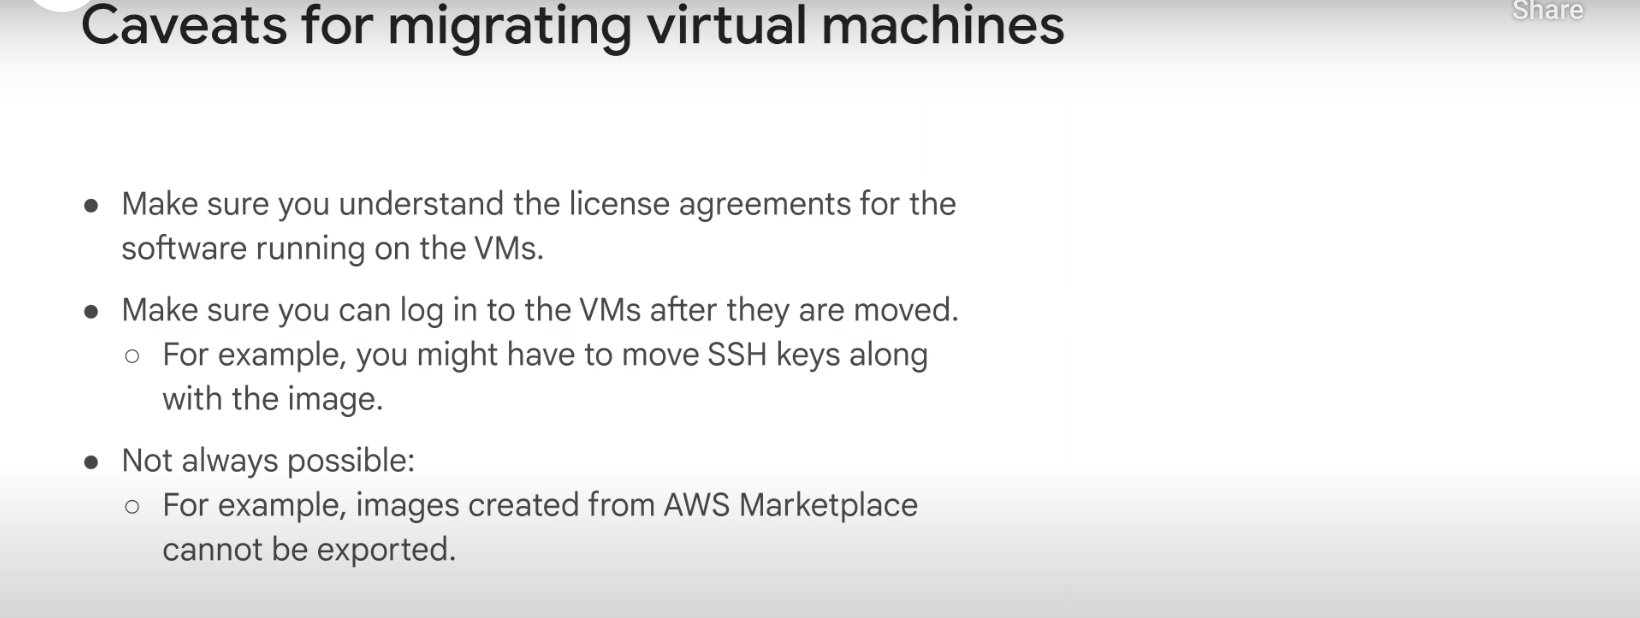 Caveats for migrating virtual machines
Share
● Make sure you understand the license agreements for the
software running on the VMs.
● Make sure you can log in to the VMs after they are moved.
○ For example, you might have to move SSH keys along
with the image.
● Not always possible:
○ For example, images created from AWS Marketplace
cannot be exported.